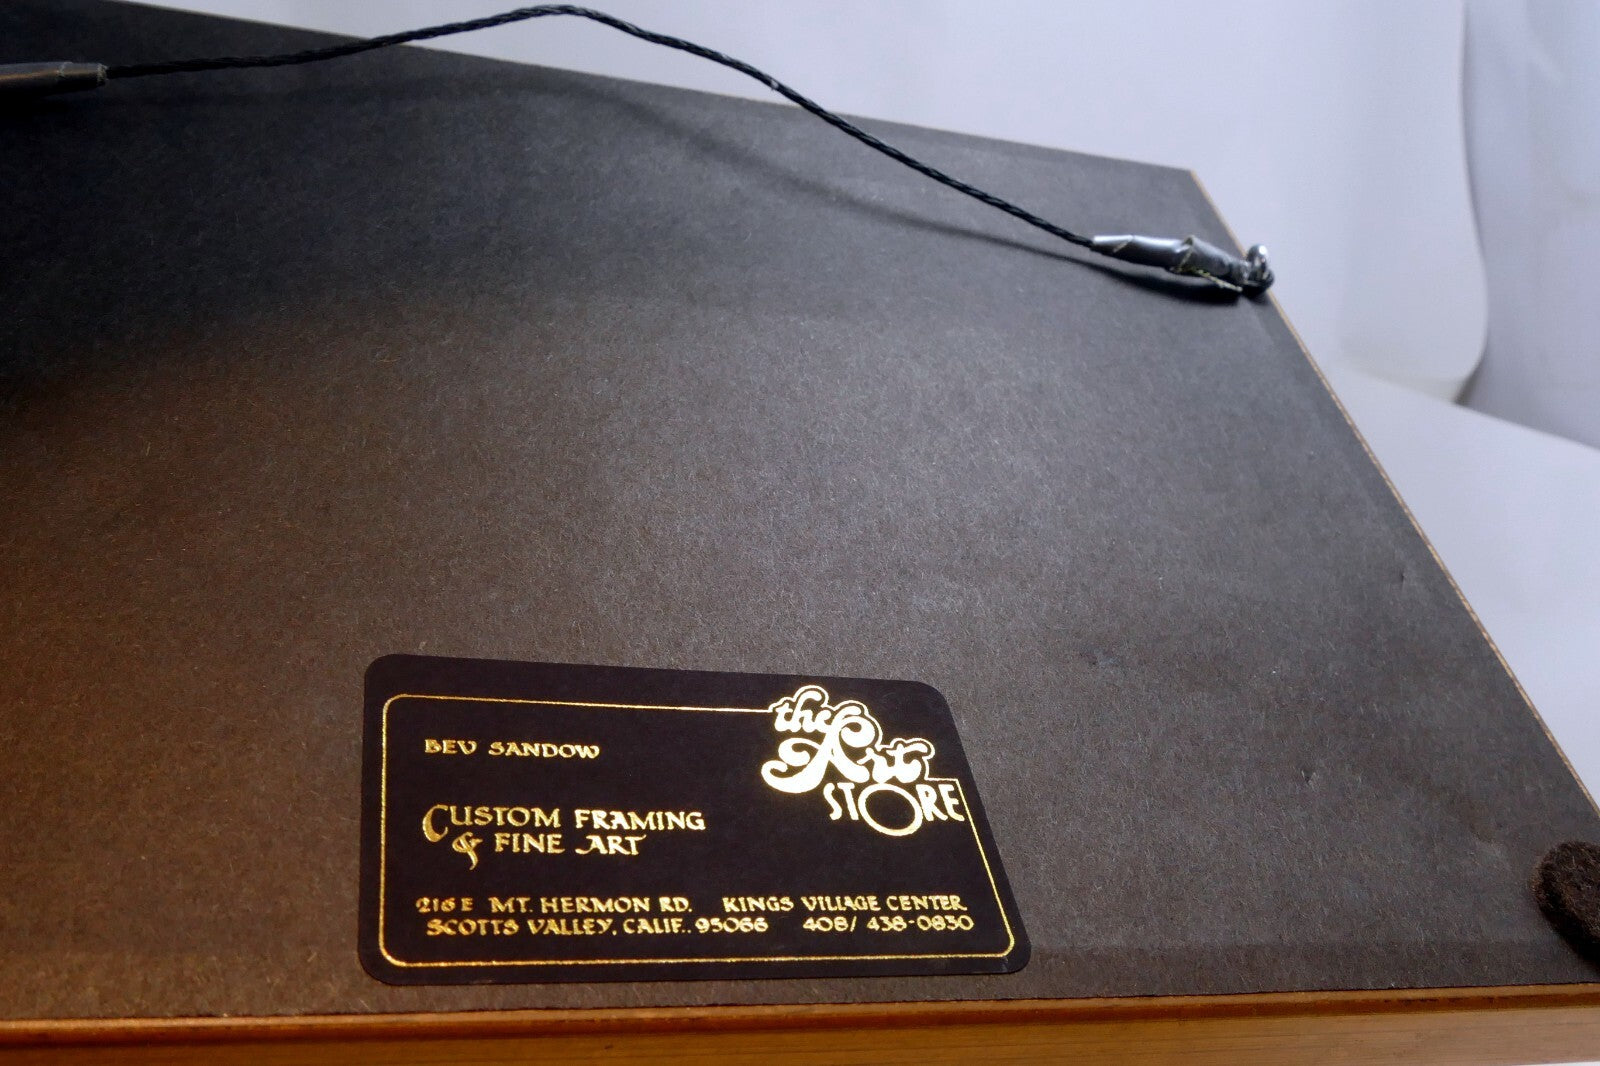 the
Art
STORE
BEV SANDOW
CUSTOM FRAMING
& FINE ART
216 E MT. HERMON RD. KINGS VILLAGE CENTER
SCOTTS VALLEY, CALIF.. 95066 408/ 438-0830